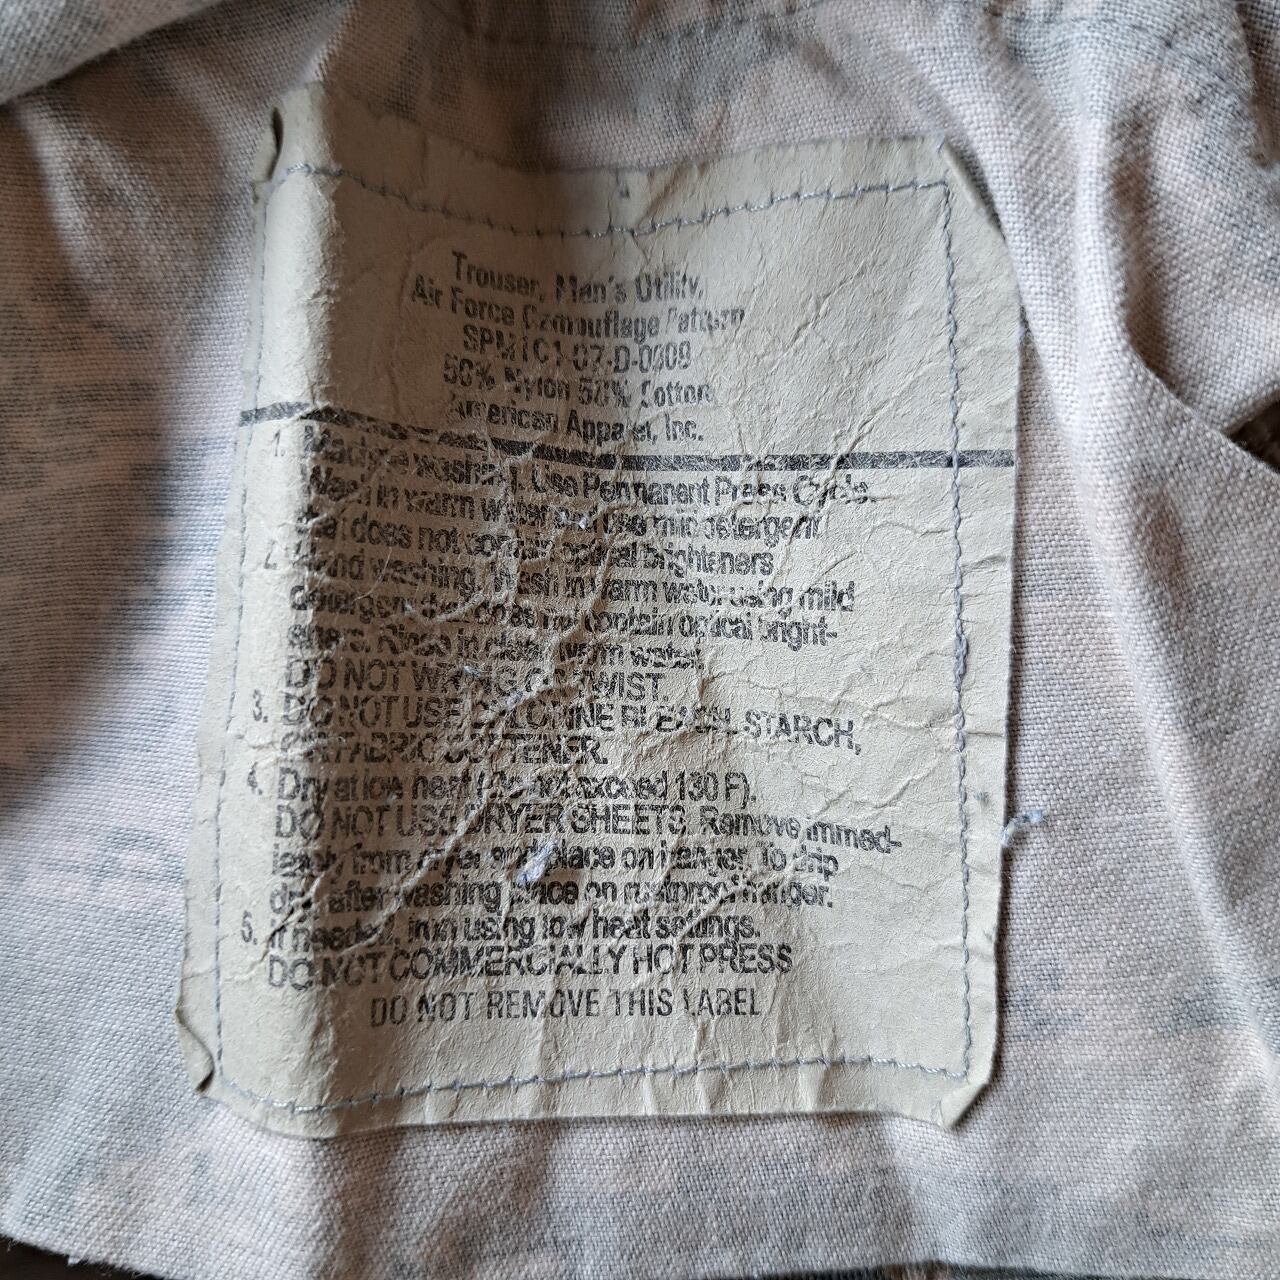 Trouser, Men's Utility,
Air Force Camouflage Pattern
SPM1C1-07-D-0009
50% Nylon 50% Cotton
American Apparel, Inc.
1. Machine washing. Use Permanent Press Cycle.
Wash in warm water and use mild detergent
that does not contain optical brighteners
2. Hand washing. Wash in warm water using mild
detergent that does not contain optical bright-
eners. Rinse in clean warm water.
DO NOT WRING OR TWIST.
3. DO NOT USE CHLORINE BLEACH, STARCH,
OR FABRIC SOFTENER.
4. Dry at low heat (do not exceed 130 F).
DO NOT USE DRYER SHEETS. Remove immed-
iately from dryer and place on hanger. To drip
dry, after washing place on rustproof hanger.
5. If needed, iron using low heat settings.
DO NOT COMMERCIALLY HOT PRESS
DO NOT REMOVE THIS LABEL